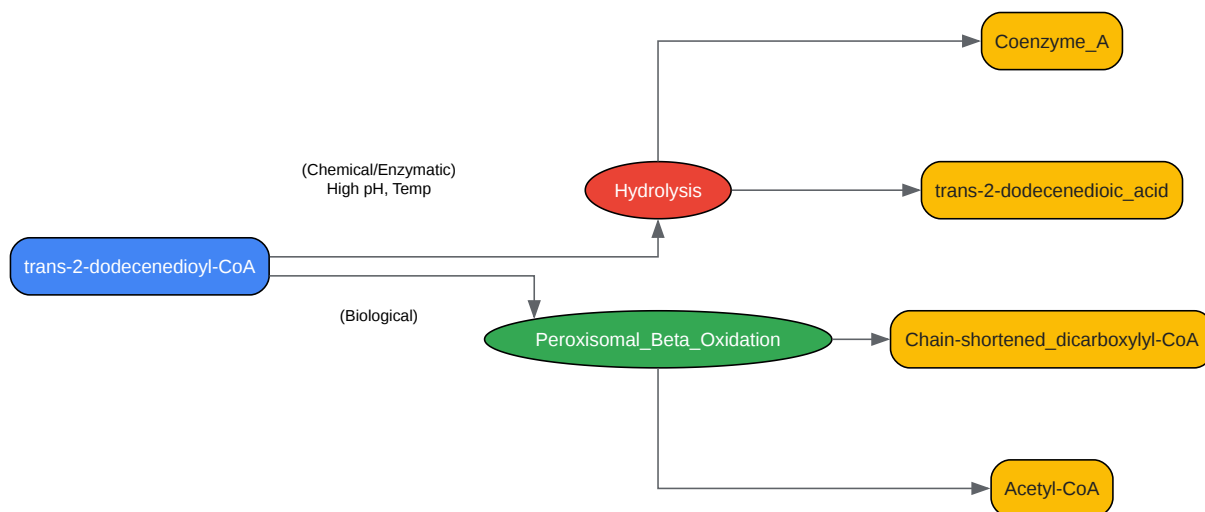 Coenzyme_A
(Chemical/Enzymatic)
High pH, Temp
Hydrolysis
trans-2-dodecenedioic_acid
trans-2-dodecenedioyl-CoA
(Biological)
Peroxisomal_Beta_Oxidation
Chain-shortened_dicarboxylyl-CoA
Acetyl-CoA